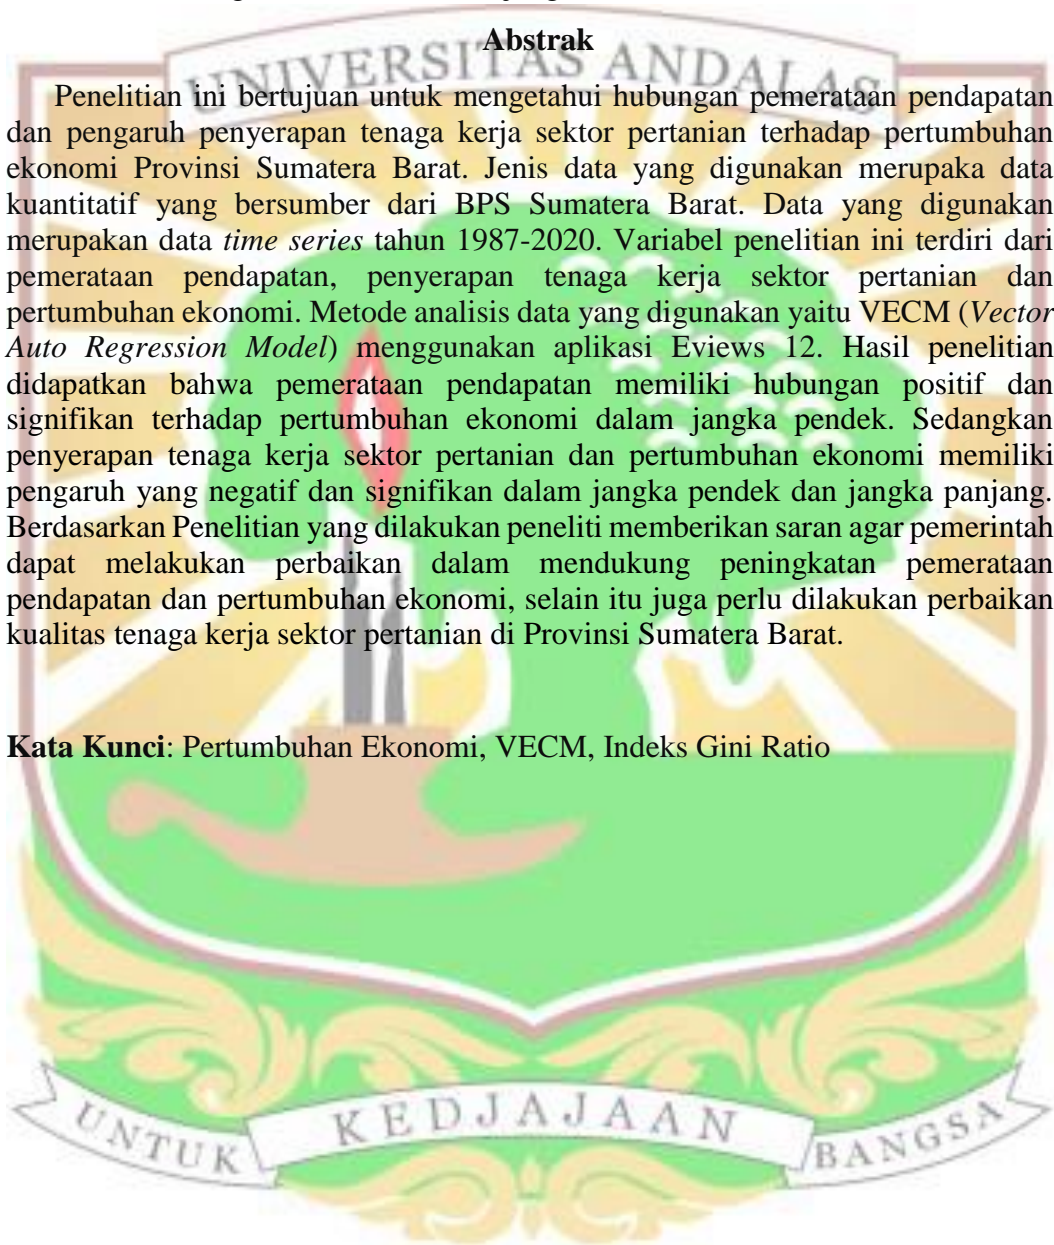 Abstrak
UNIVERSITAS ANDALAS
Penelitian ini bertujuan untuk mengetahui hubungan pemerataan pendapatan
dan pengaruh penyerapan tenaga kerja sektor pertanian terhadap pertumbuhan
ekonomi Provinsi Sumatera Barat. Jenis data yang digunakan merupaka data
kuantitatif yang bersumber dari BPS Sumatera Barat. Data yang digunakan
merupakan data time series tahun 1987-2020. Variabel penelitian ini terdiri dari
pemerataan pendapatan, penyerapan tenaga kerja sektor pertanian dan
pertumbuhan ekonomi. Metode analisis data yang digunakan yaitu VECM (Vector
Auto Regression Model) menggunakan aplikasi Eviews 12. Hasil penelitian
didapatkan bahwa pemerataan pendapatan memiliki hubungan positif dan
signifikan terhadap pertumbuhan ekonomi dalam jangka pendek. Sedangkan
penyerapan tenaga kerja sektor pertanian dan pertumbuhan ekonomi memiliki
pengaruh yang negatif dan signifikan dalam jangka pendek dan jangka panjang.
Berdasarkan Penelitian yang dilakukan peneliti memberikan saran agar pemerintah
dapat melakukan perbaikan dalam mendukung peningkatan pemerataan
pendapatan dan pertumbuhan ekonomi, selain itu juga perlu dilakukan perbaikan
kualitas tenaga kerja sektor pertanian di Provinsi Sumatera Barat.
Kata Kunci: Pertumbuhan Ekonomi, VECM, Indeks Gini Ratio
UNTUK KEDJAJAAN BANGSA